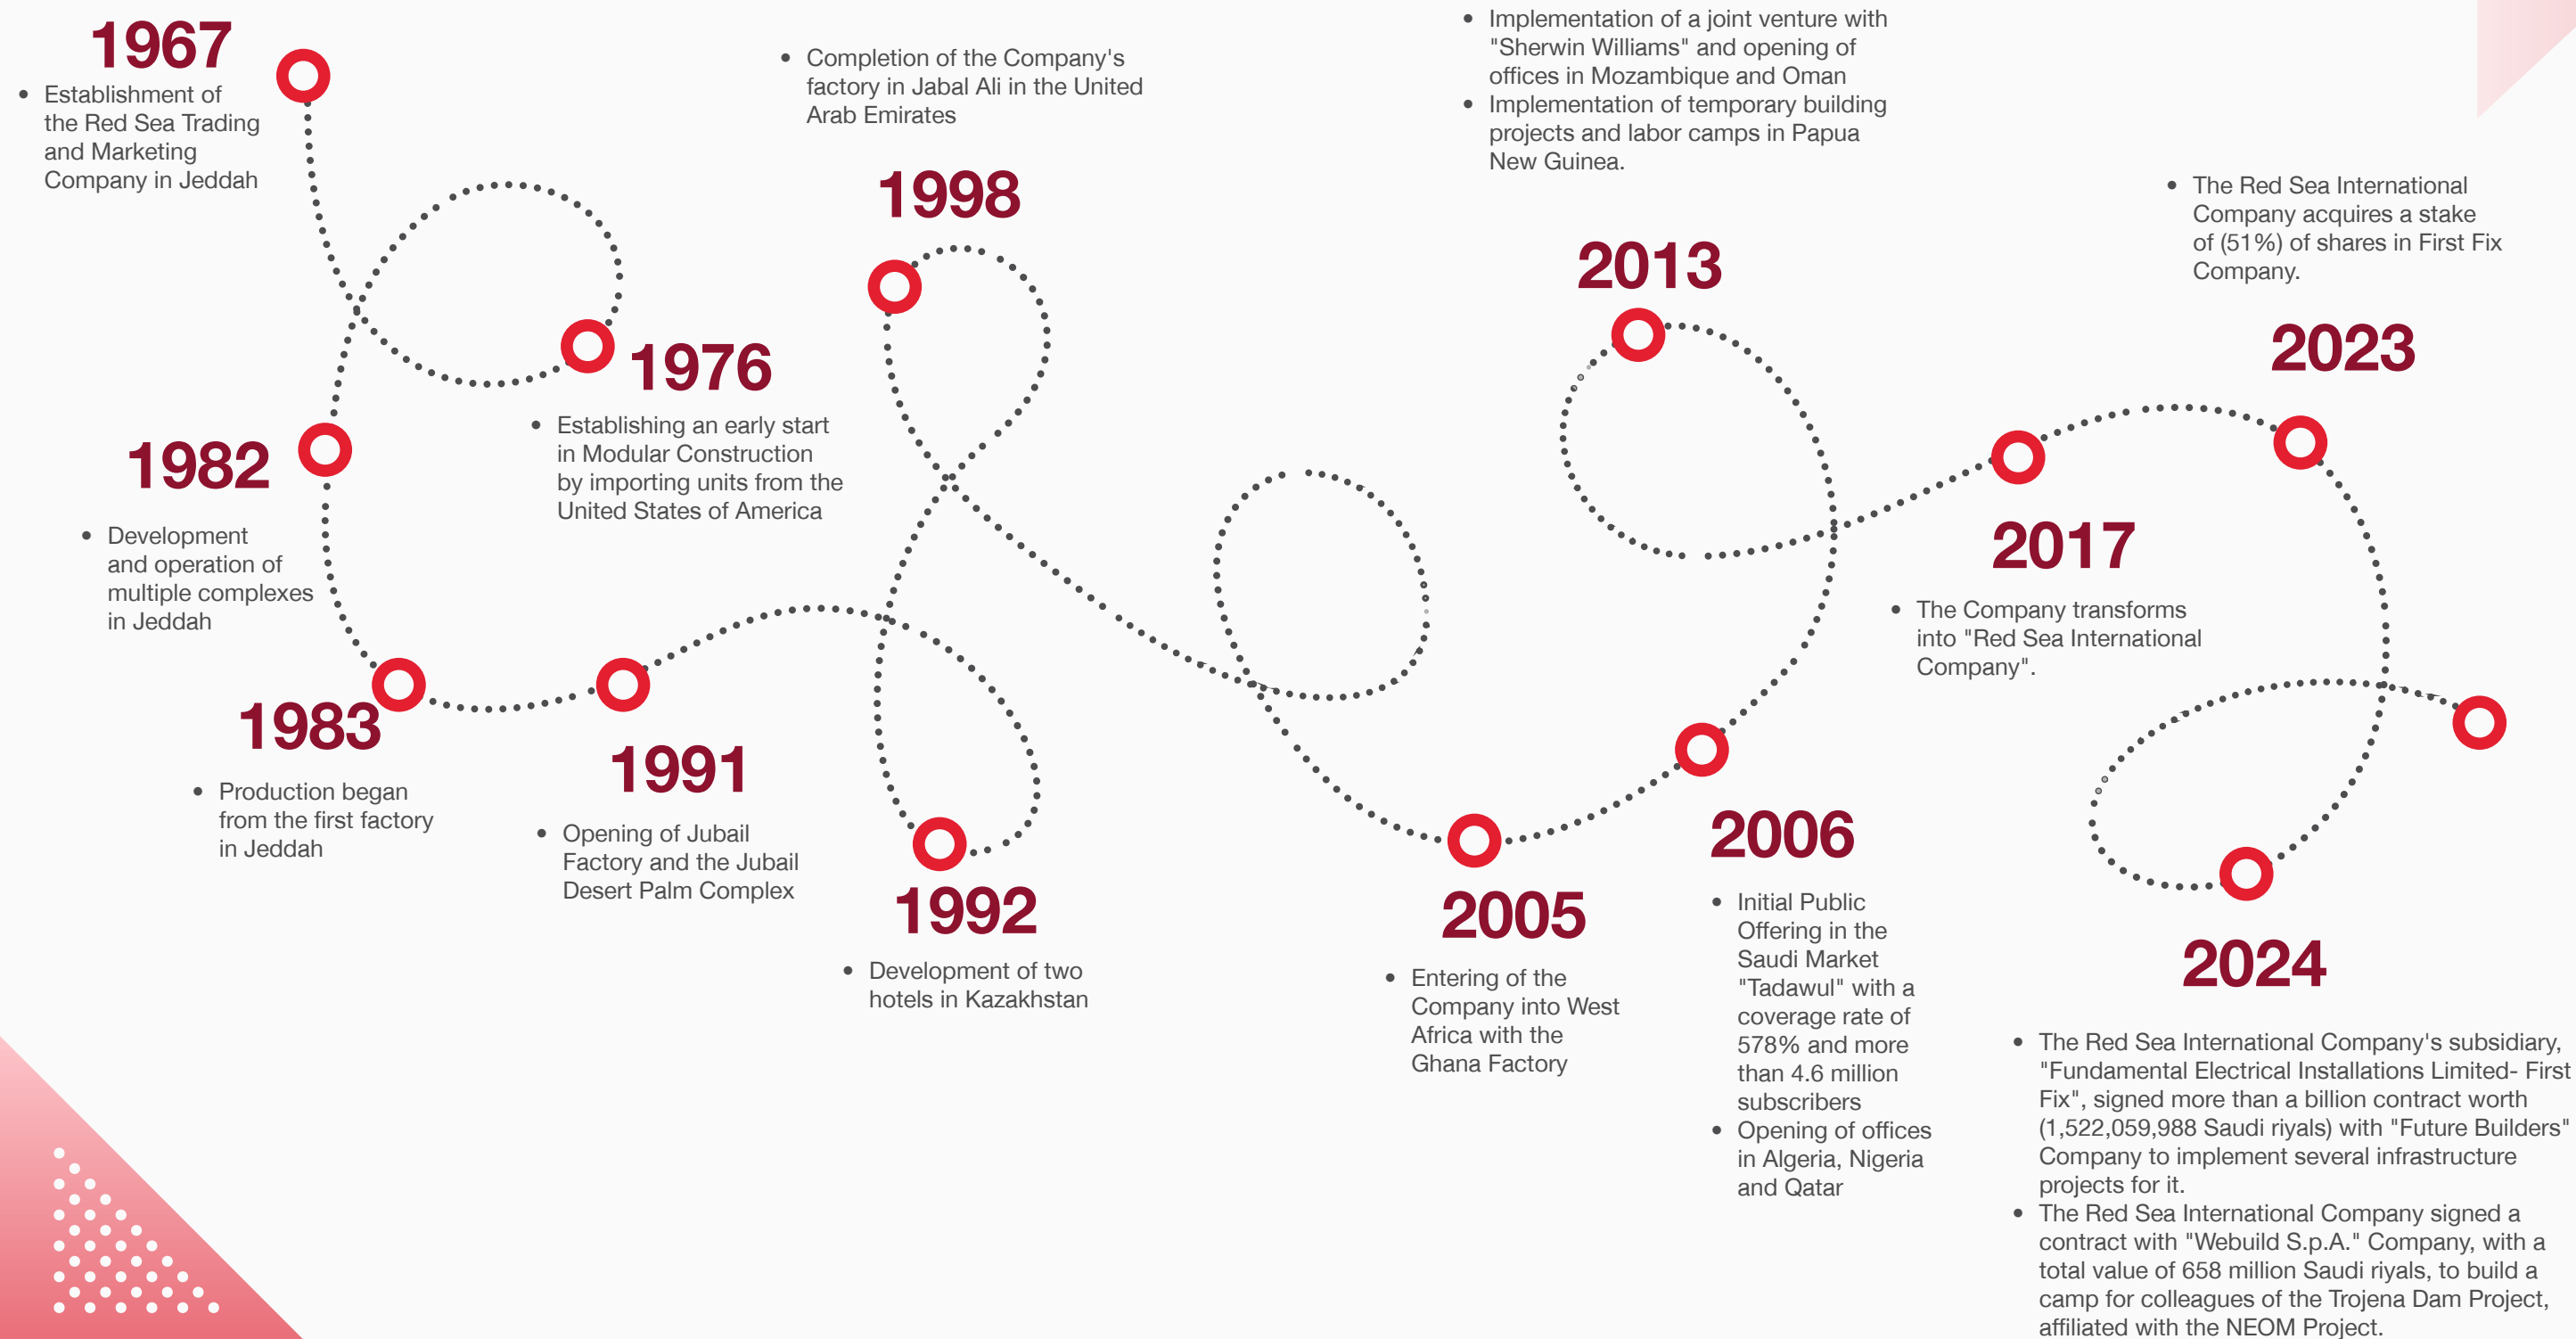 1967
• Establishment of
the Red Sea Trading
and Marketing
Company in Jeddah
1976
• Establishing an early start
in Modular Construction
by importing units from the
United States of America
1982
• Development
and operation of
multiple complexes
in Jeddah
1983
• Production began
from the first factory
in Jeddah
1991
• Opening of Jubail
Factory and the Jubail
Desert Palm Complex
1992
• Development of two
hotels in Kazakhstan
• Completion of the Company's
factory in Jabal Ali in the United
Arab Emirates
1998
2005
• Entering of the
Company into West
Africa with the
Ghana Factory
2006
• Initial Public
Offering in the
Saudi Market
"Tadawul" with a
coverage rate of
578% and more
than 4.6 million
subscribers
• Opening of offices
in Algeria, Nigeria
and Qatar
• Implementation of a joint venture with
"Sherwin Williams" and opening of
offices in Mozambique and Oman
• Implementation of temporary building
projects and labor camps in Papua
New Guinea.
2013
2017
• The Company transforms
into "Red Sea International
Company".
• The Red Sea International
Company acquires a stake
of (51%) of shares in First Fix
Company.
2023
2024
• The Red Sea International Company's subsidiary,
"Fundamental Electrical Installations Limited- First
Fix", signed more than a billion contract worth
(1,522,059,988 Saudi riyals) with "Future Builders"
Company to implement several infrastructure
projects for it.
• The Red Sea International Company signed a
contract with "Webuild S.p.A." Company, with a
total value of 658 million Saudi riyals, to build a
camp for colleagues of the Trojena Dam Project,
affiliated with the NEOM Project.